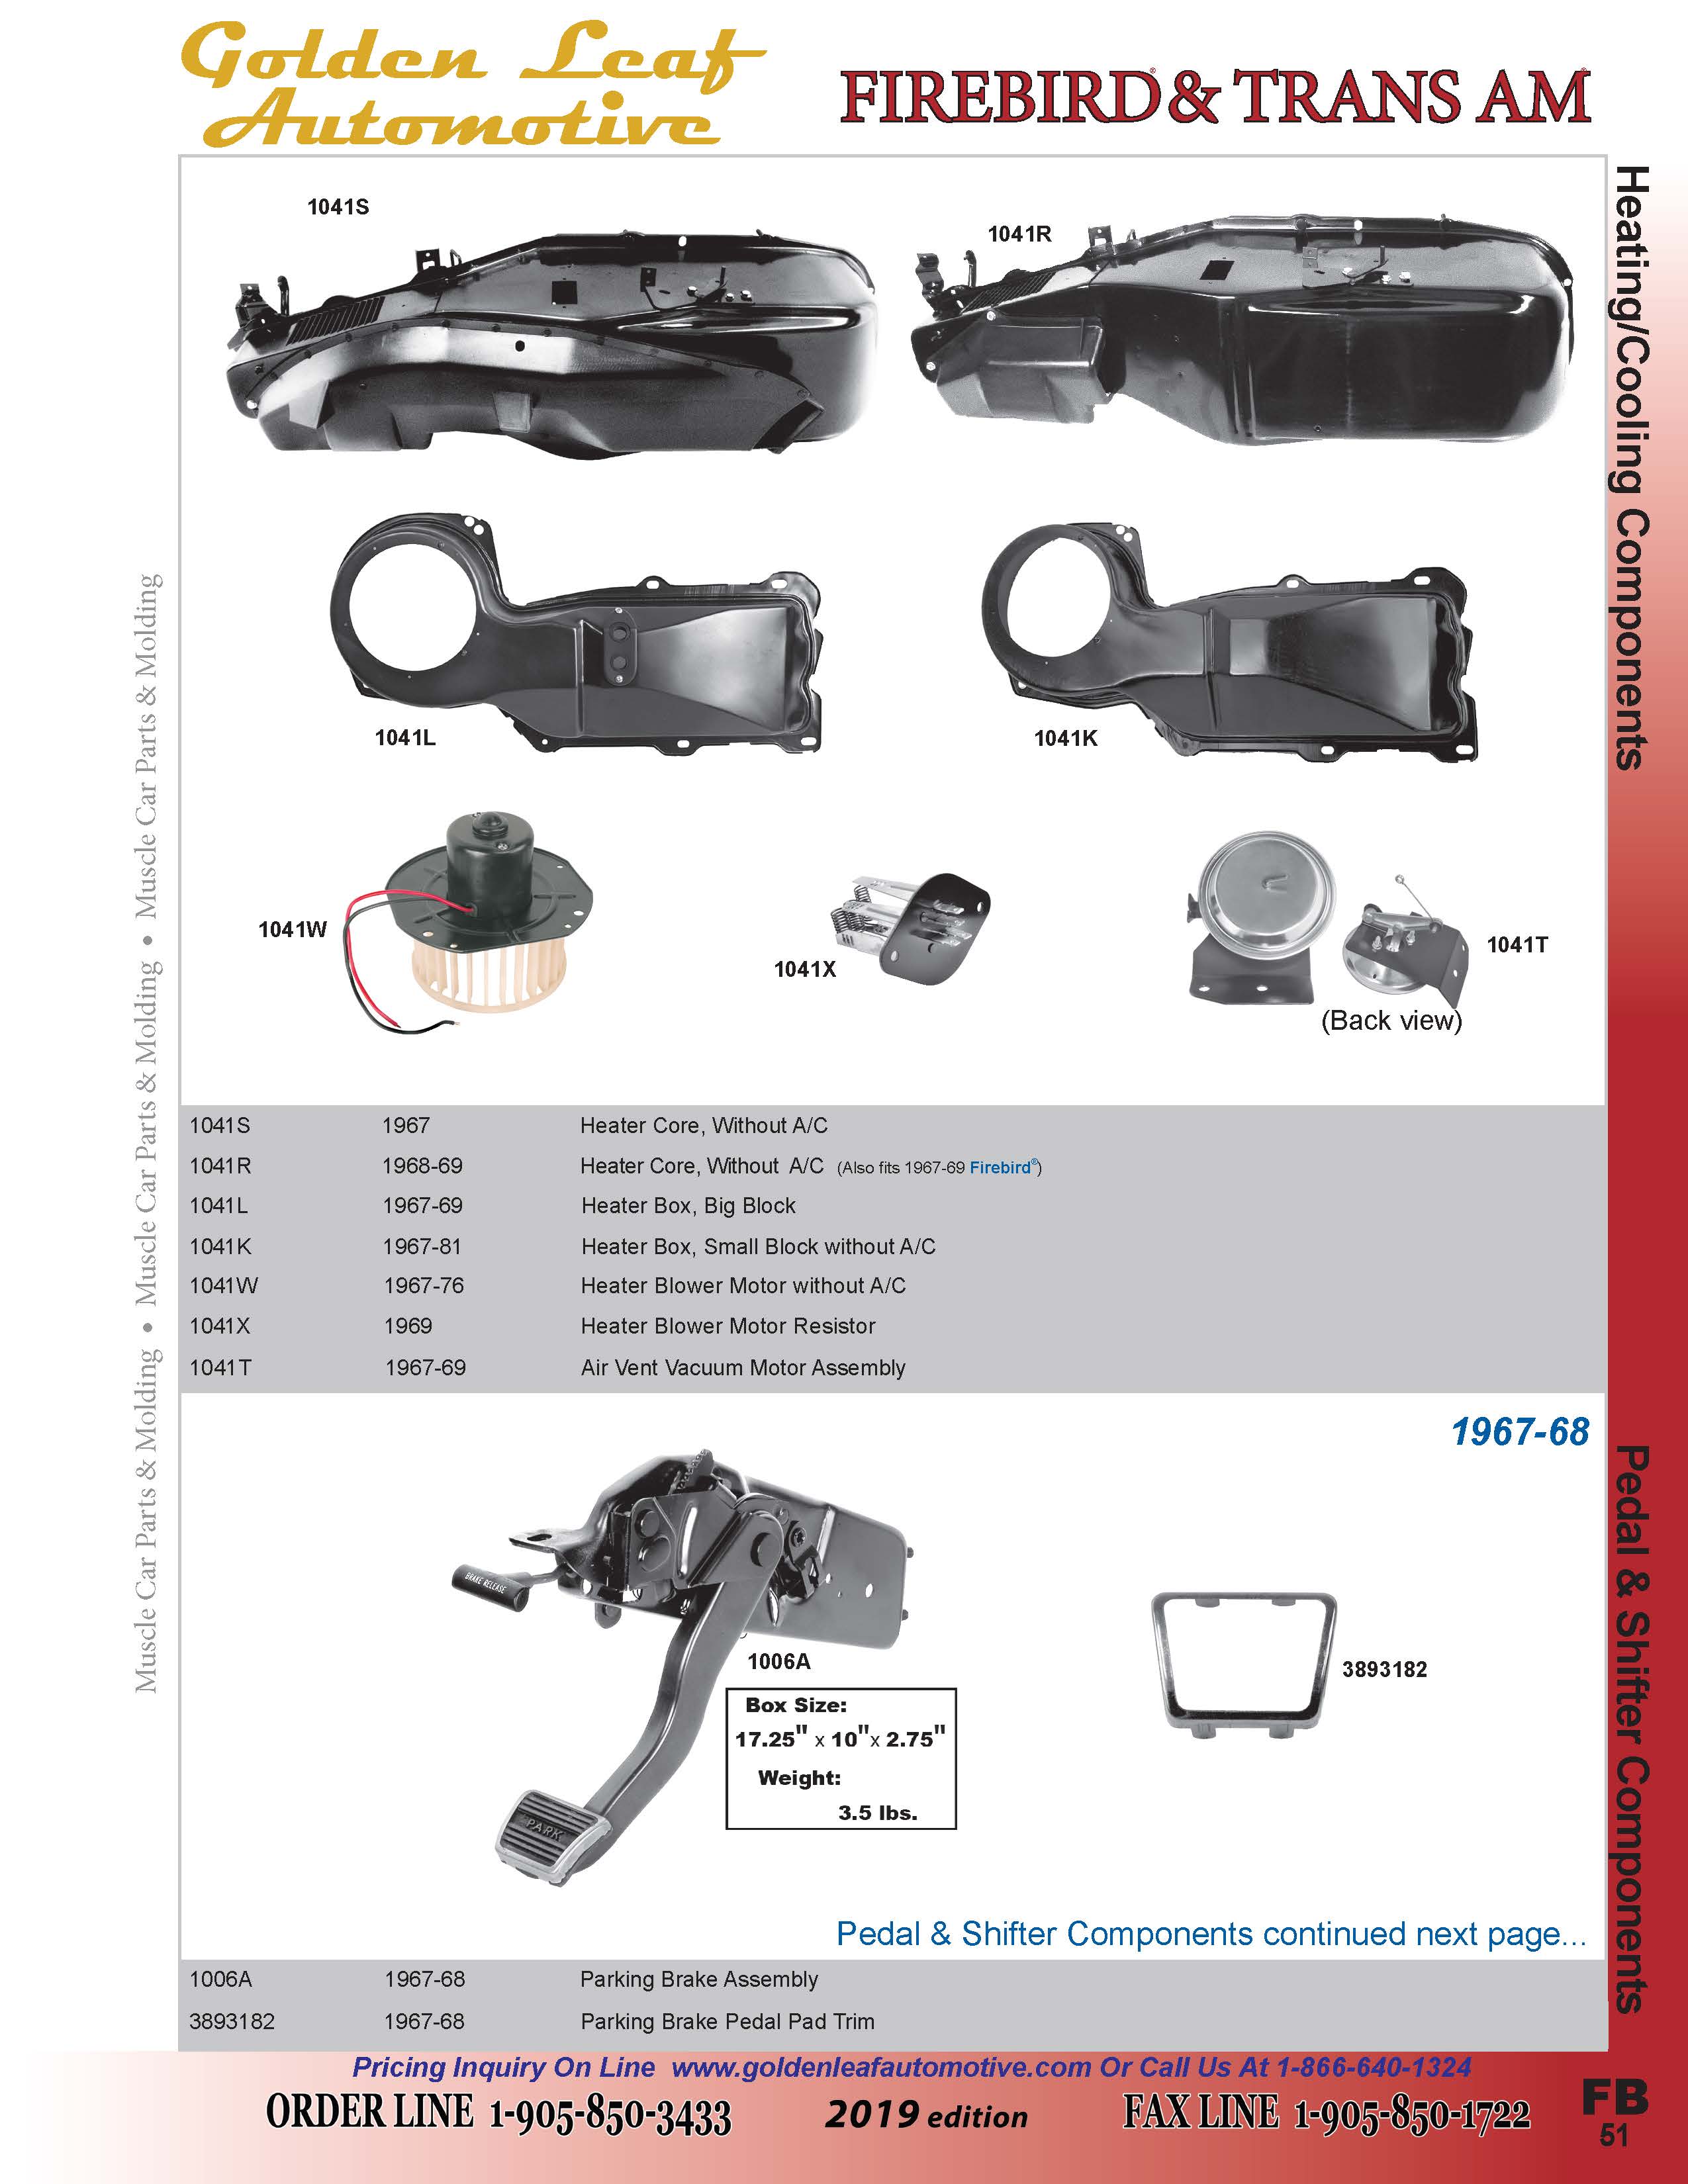 Golden Leaf
Automotive
FIREBIRD® & TRANS AM®
Heating/Cooling Components
1041S
1041R
1041L
1041K
1041W
1041X
1041T
(Back view)
Muscle Car Parts & Molding • Muscle Car Parts & Molding • Muscle Car Parts & Molding
1041S 1967 Heater Core, Without A/C
1041R 1968-69 Heater Core, Without A/C (Also fits 1967-69 Firebird®)
1041L 1967-69 Heater Box, Big Block
1041K 1967-81 Heater Box, Small Block without A/C
1041W 1967-76 Heater Blower Motor without A/C
1041X 1969 Heater Blower Motor Resistor
1041T 1967-69 Air Vent Vacuum Motor Assembly
1967-68
Pedal & Shifter Components
BRAKE RELEASE
1006A
3893182
Box Size:
17.25" x 10"x 2.75"
Weight:
3.5 lbs.
PARK
Pedal & Shifter Components continued next page...
1006A 1967-68 Parking Brake Assembly
3893182 1967-68 Parking Brake Pedal Pad Trim
Pricing Inquiry On Line www.goldenleafautomotive.com Or Call Us At 1-866-640-1324
ORDER LINE 1-905-850-3433 2019 edition FAX LINE 1-905-850-1722
FB
51